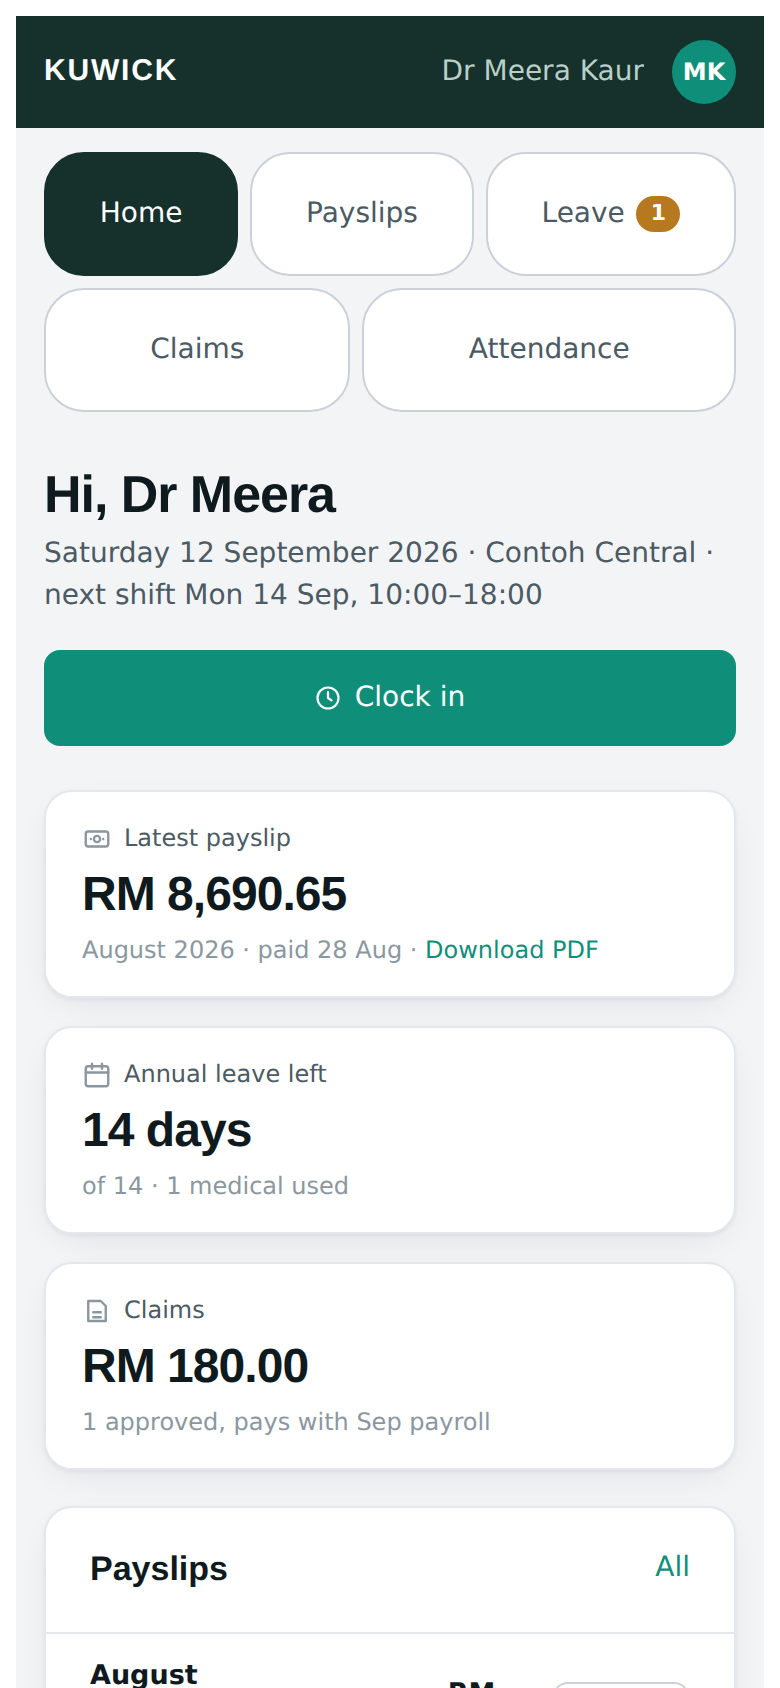 KUWICK
Dr Meera Kaur
MK
Home
Payslips
Leave 1
Claims
Attendance
Hi, Dr Meera
Saturday 12 September 2026 · Contoh Central ·
next shift Mon 14 Sep, 10:00–18:00
Clock in
Latest payslip
RM 8,690.65
August 2026 · paid 28 Aug · Download PDF
Annual leave left
14 days
of 14 · 1 medical used
Claims
RM 180.00
1 approved, pays with Sep payroll
Payslips
All
August
RM